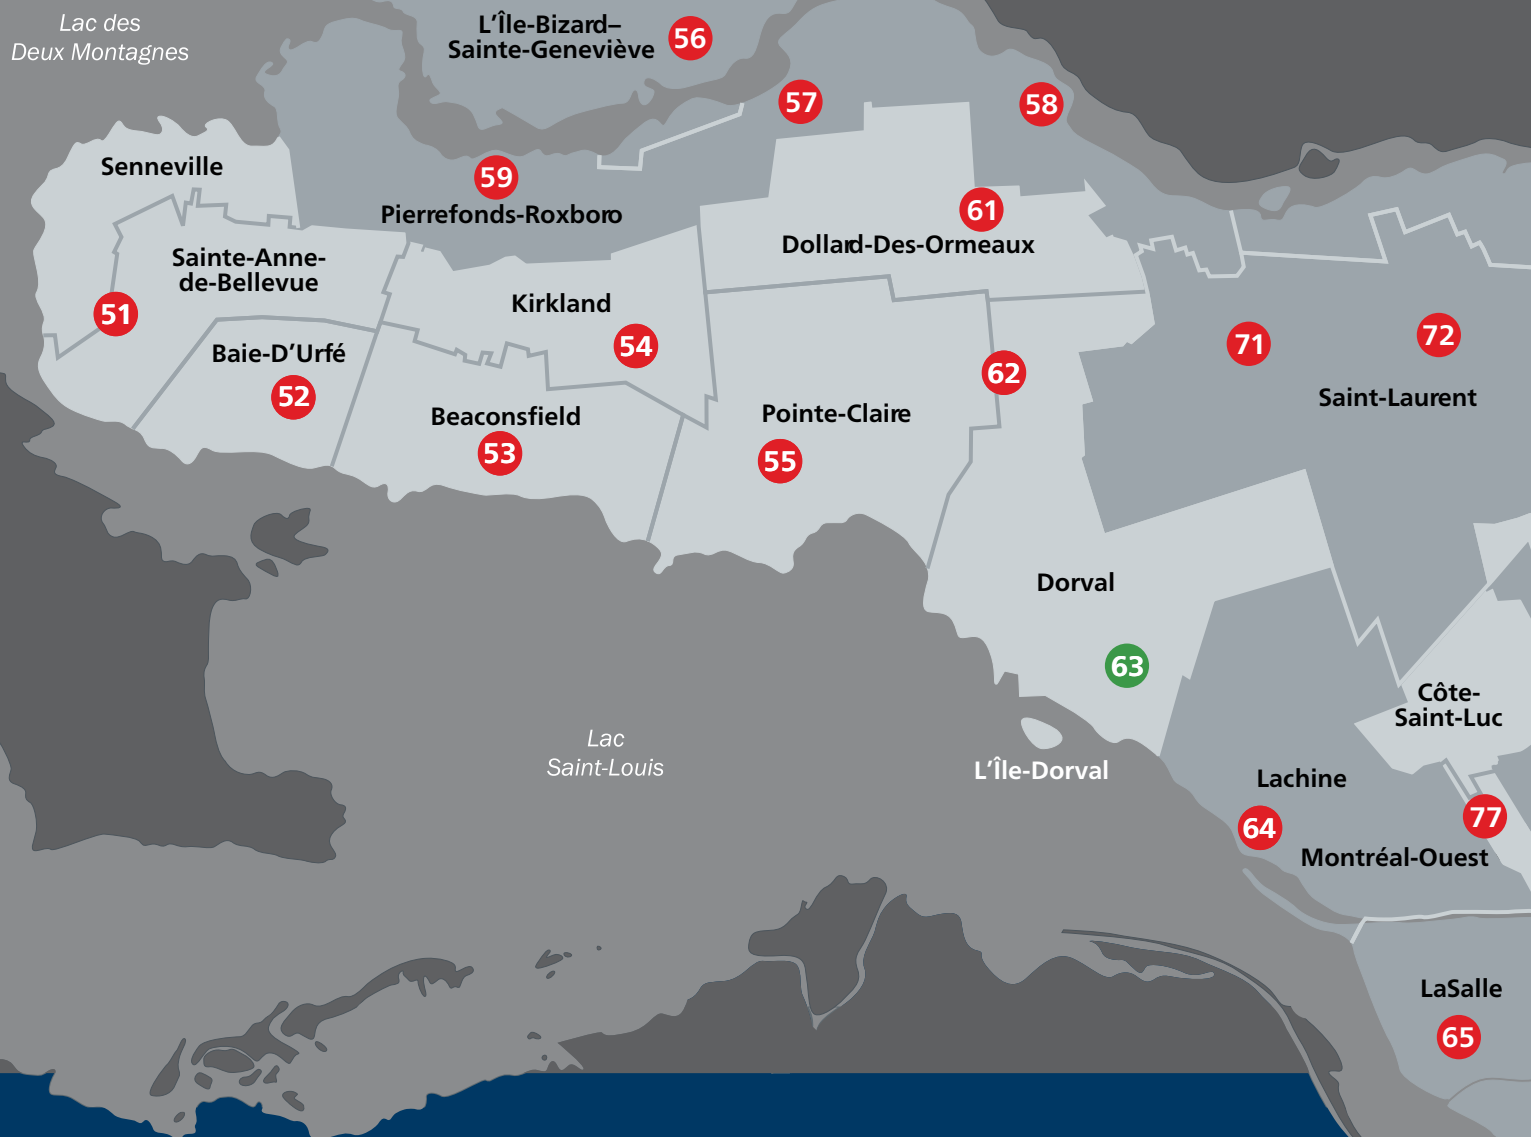 Lac des
Deux Montagnes
L'Île-Bizard–
Sainte-Geneviève
56
57
58
Senneville
59
Pierrefonds-Roxboro
61
Dollard-Des-Ormeaux
Sainte-Anne-
de-Bellevue
51
Kirkland
54
Baie-D'Urfé
52
Beaconsfield
53
Pointe-Claire
55
62
71
72
Saint-Laurent
Dorval
63
Côte-
Saint-Luc
Lac
Saint-Louis
L'Île-Dorval
Lachine
64
77
Montréal-Ouest
LaSalle
65